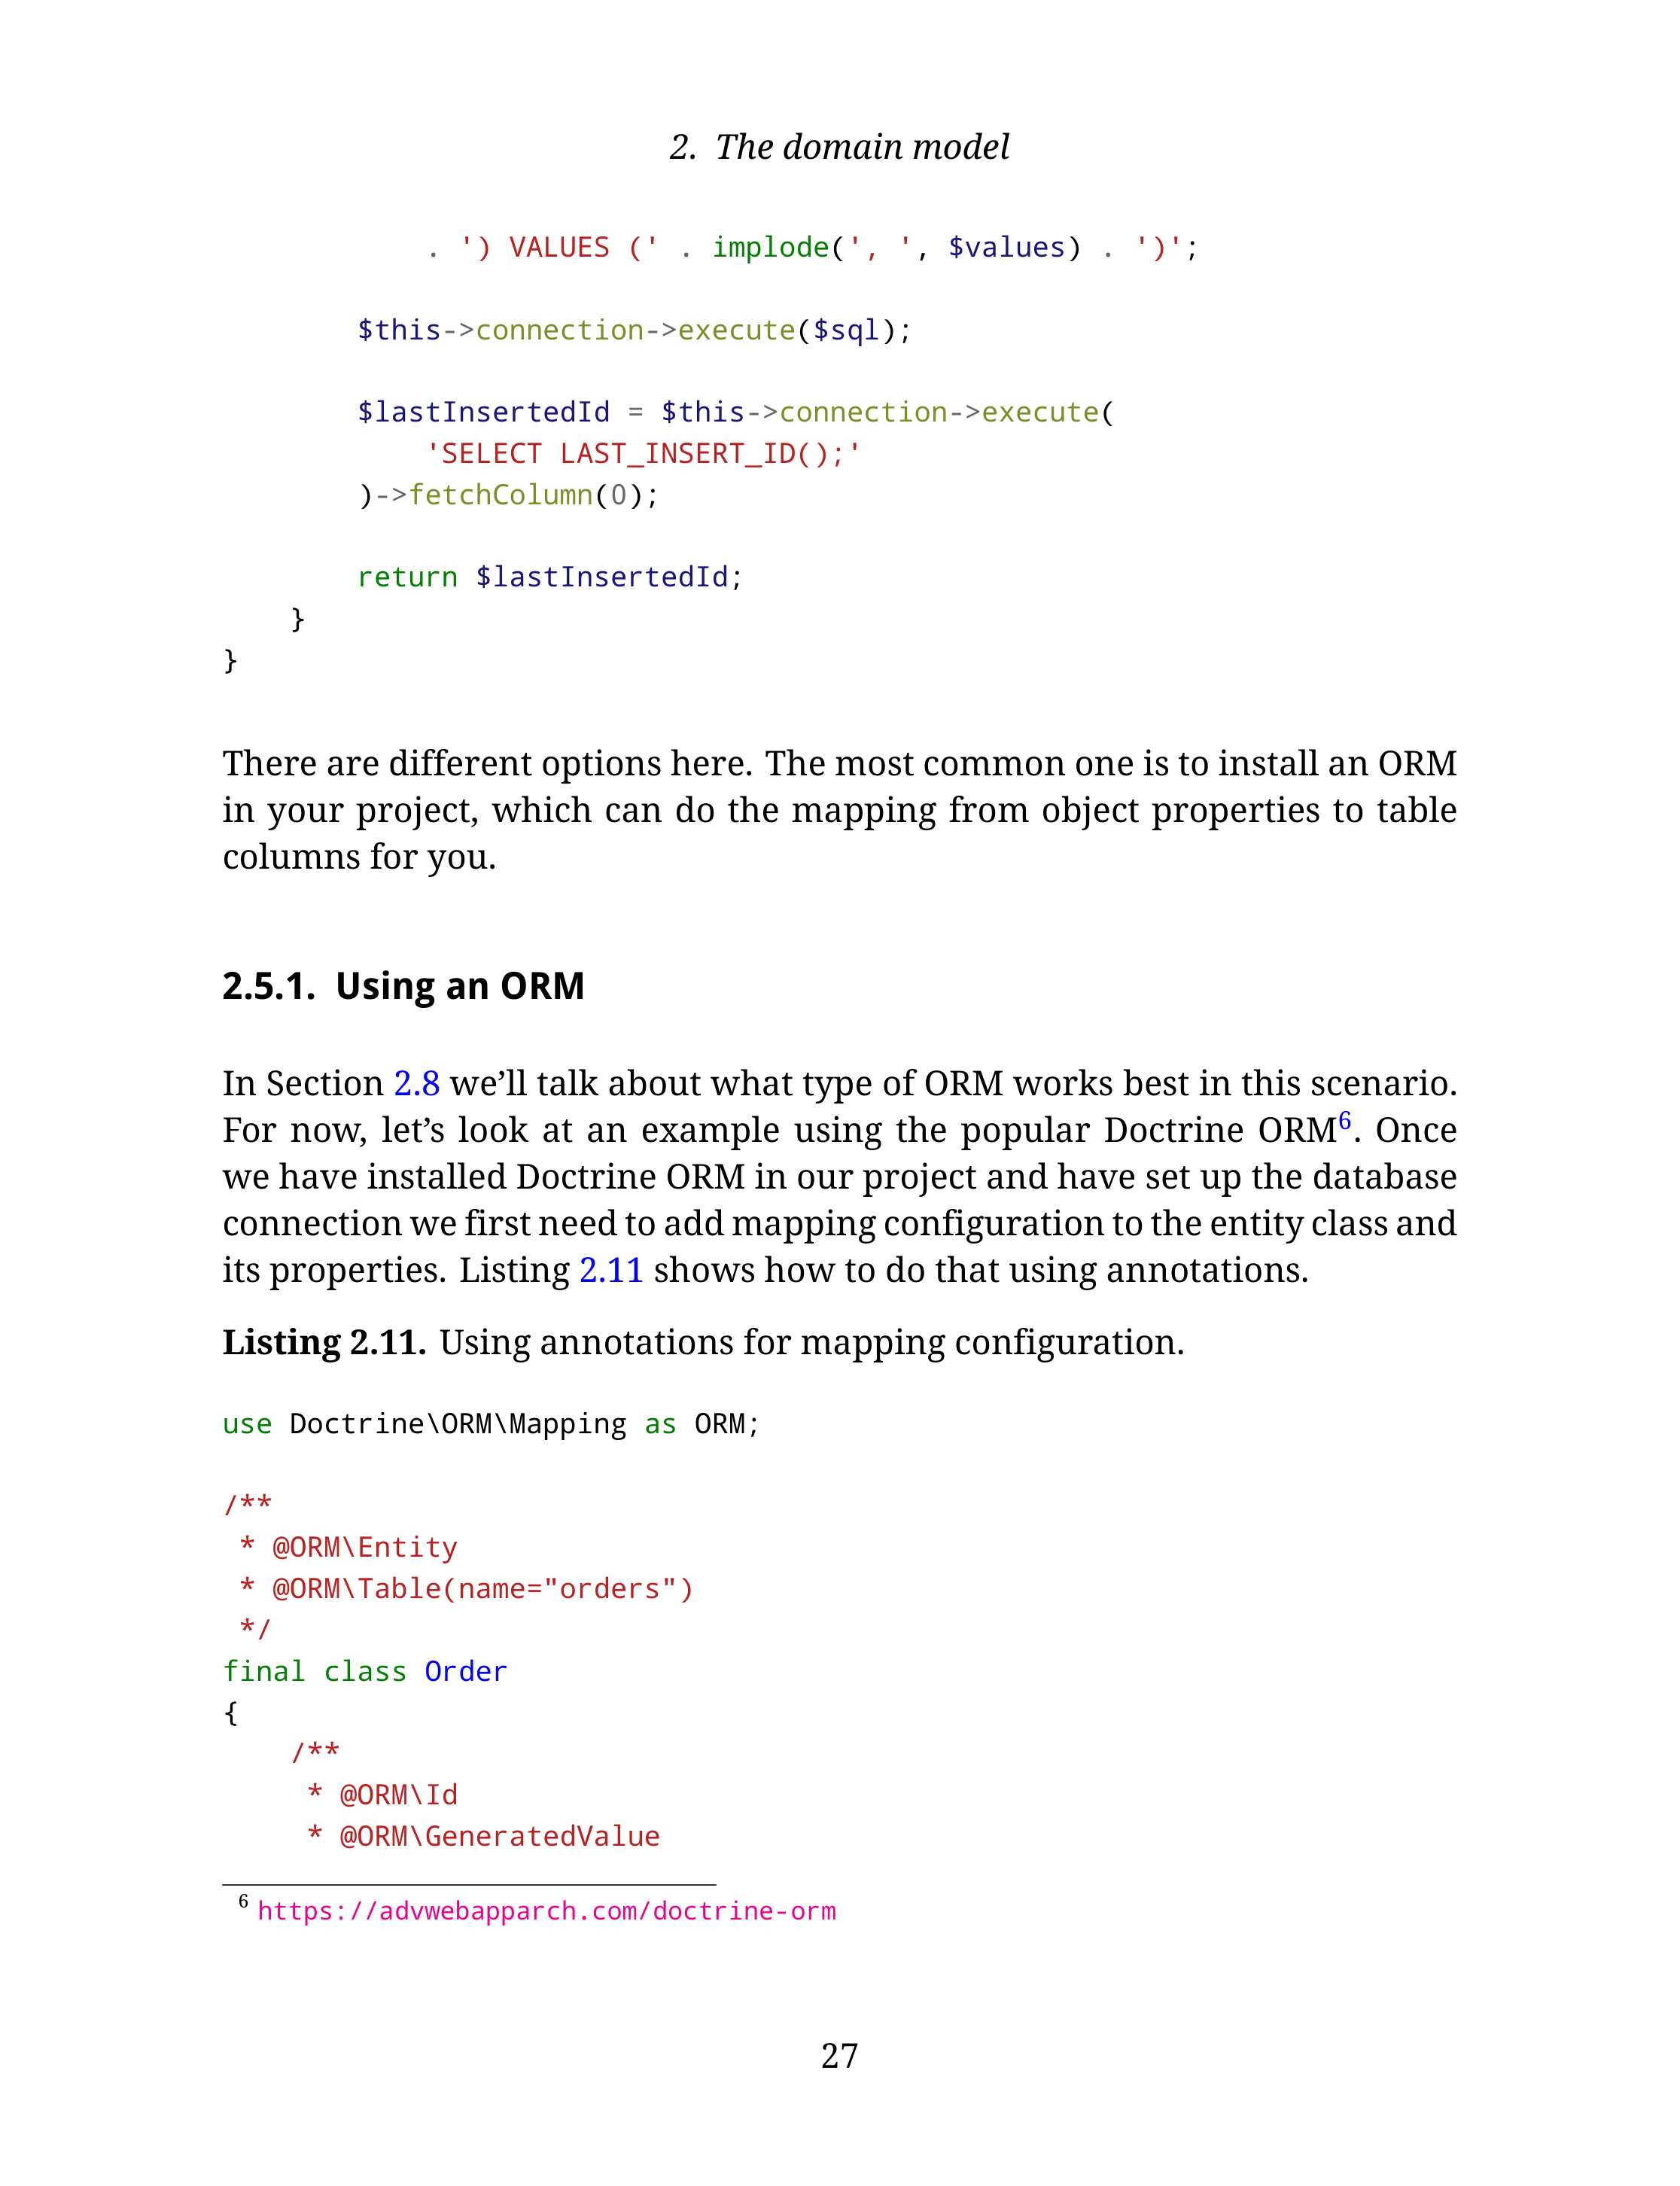 2. The domain model
            . ') VALUES (' . implode(', ', $values) . ')';
        $this->connection->execute($sql);
        $lastInsertedId = $this->connection->execute(
            'SELECT LAST_INSERT_ID();'
        )->fetchColumn(0);
        return $lastInsertedId;
    }
}
There are different options here. The most common one is to install an ORM
in your project, which can do the mapping from object properties to table
columns for you.
2.5.1. Using an ORM
In Section 2.8 we’ll talk about what type of ORM works best in this scenario.
For now, let’s look at an example using the popular Doctrine ORM6. Once
we have installed Doctrine ORM in our project and have set up the database
connection we first need to add mapping configuration to the entity class and
its properties. Listing 2.11 shows how to do that using annotations.
Listing 2.11. Using annotations for mapping configuration.
use Doctrine\ORM\Mapping as ORM;
/**
 * @ORM\Entity
 * @ORM\Table(name="orders")
 */
final class Order
{
    /**
     * @ORM\Id
     * @ORM\GeneratedValue
6 https://advwebapparch.com/doctrine-orm
27